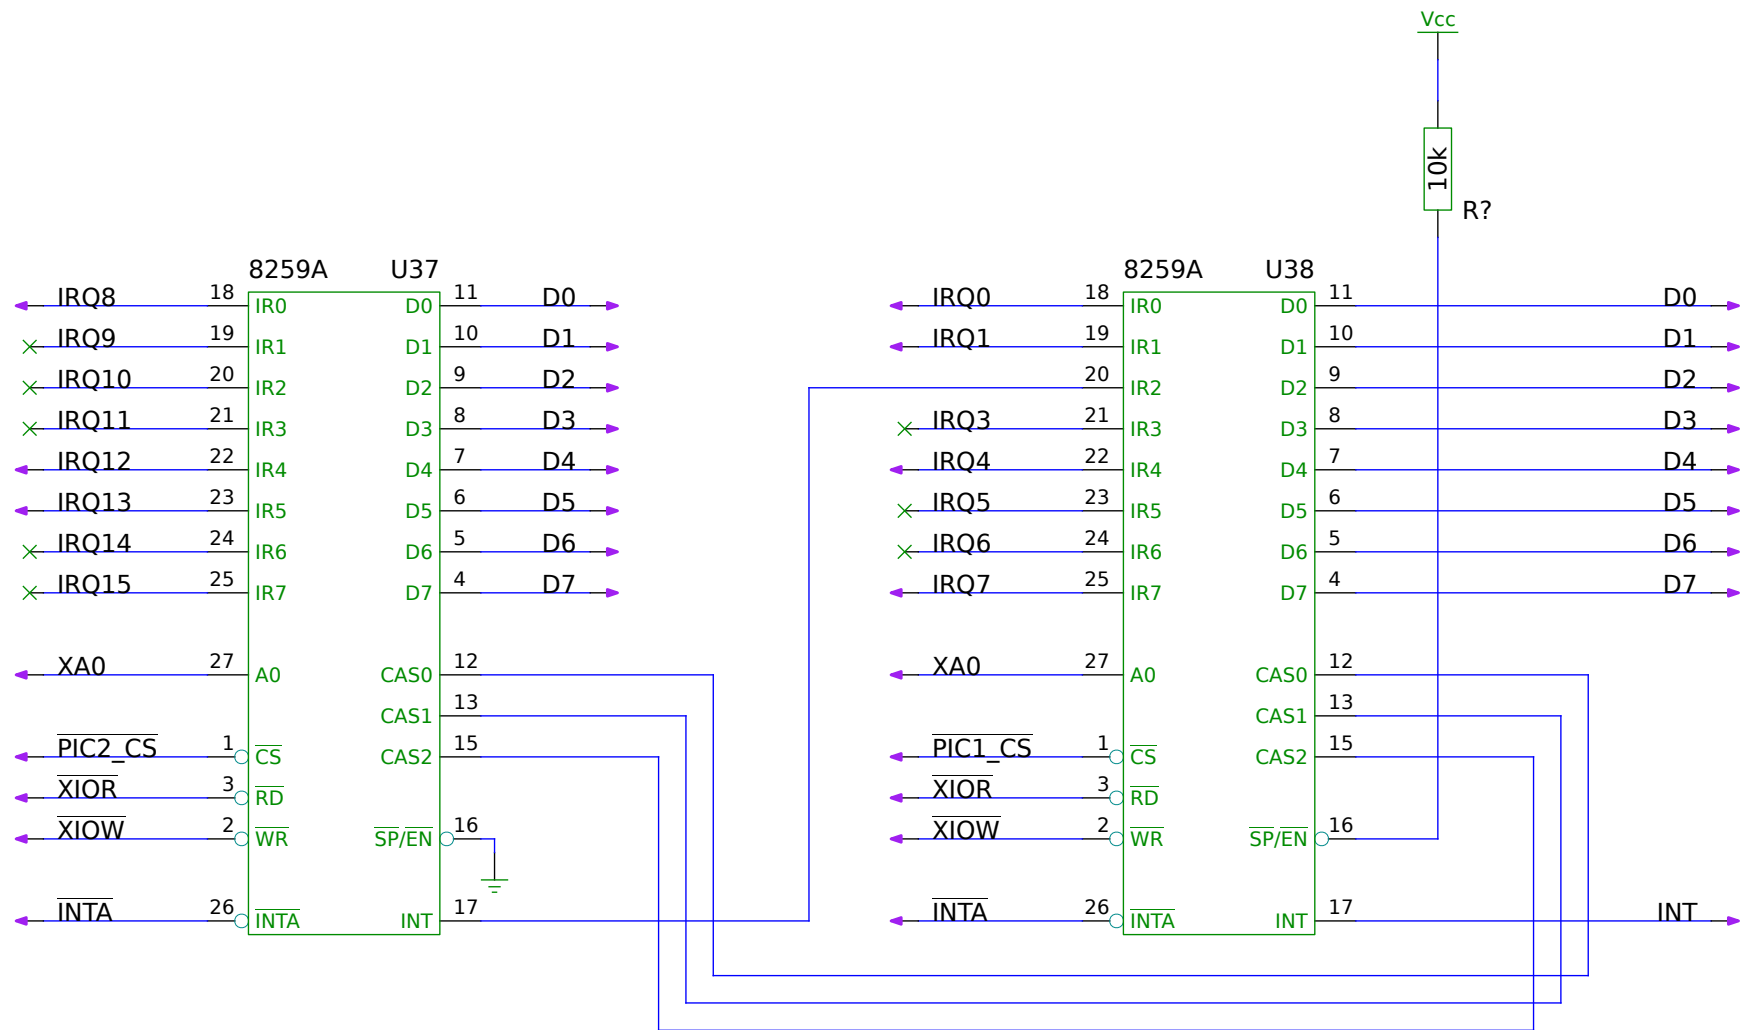 Vcc
10k
R?
8259A U37
8259A U38
IRQ8 18 IR0 D0 11 D0
IRQ9 19 IR1 D1 10 D1
IRQ10 20 IR2 D2 9 D2
IRQ11 21 IR3 D3 8 D3
IRQ12 22 IR4 D4 7 D4
IRQ13 23 IR5 D5 6 D5
IRQ14 24 IR6 D6 5 D6
IRQ15 25 IR7 D7 4 D7
XA0 27 A0 CAS0 12
CAS1 13
PIC2_CS 1 CS CAS2 15
XIOR 3 RD
XIOW 2 WR SP/EN 16
INTA 26 INTA INT 17
IRQ0 18 IR0 D0 11 D0
IRQ1 19 IR1 D1 10 D1
20 IR2 D2 9 D2
IRQ3 21 IR3 D3 8 D3
IRQ4 22 IR4 D4 7 D4
IRQ5 23 IR5 D5 6 D5
IRQ6 24 IR6 D6 5 D6
IRQ7 25 IR7 D7 4 D7
XA0 27 A0 CAS0 12
CAS1 13
PIC1_CS 1 CS CAS2 15
XIOR 3 RD
XIOW 2 WR SP/EN 16
INTA 26 INTA INT 17 INT